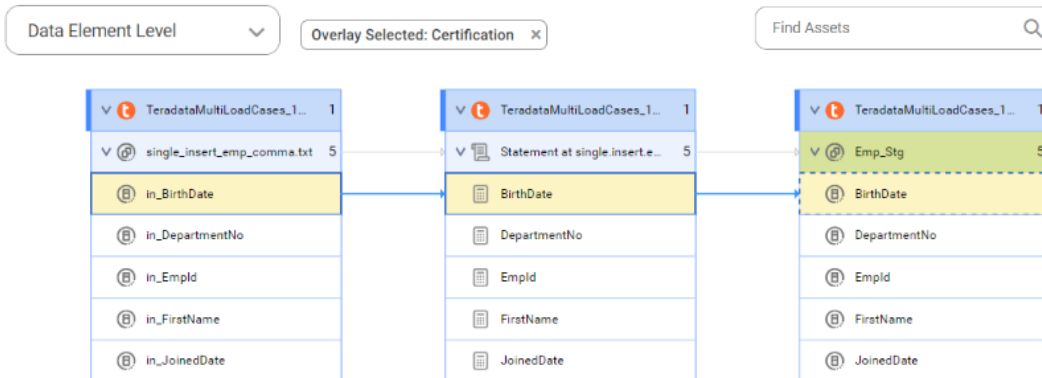 Data Element Level
Overlay Selected: Certification ×
Find Assets
TeradataMultiLoadCases_1... 1
single_insert_emp_comma.txt 5
in_BirthDate
in_DepartmentNo
in_EmpId
in_FirstName
in_JoinedDate
TeradataMultiLoadCases_1... 1
Statement at single.insert.e... 5
BirthDate
DepartmentNo
EmpId
FirstName
JoinedDate
TeradataMultiLoadCases_1... 1
Emp_Stg 5
BirthDate
DepartmentNo
EmpId
FirstName
JoinedDate